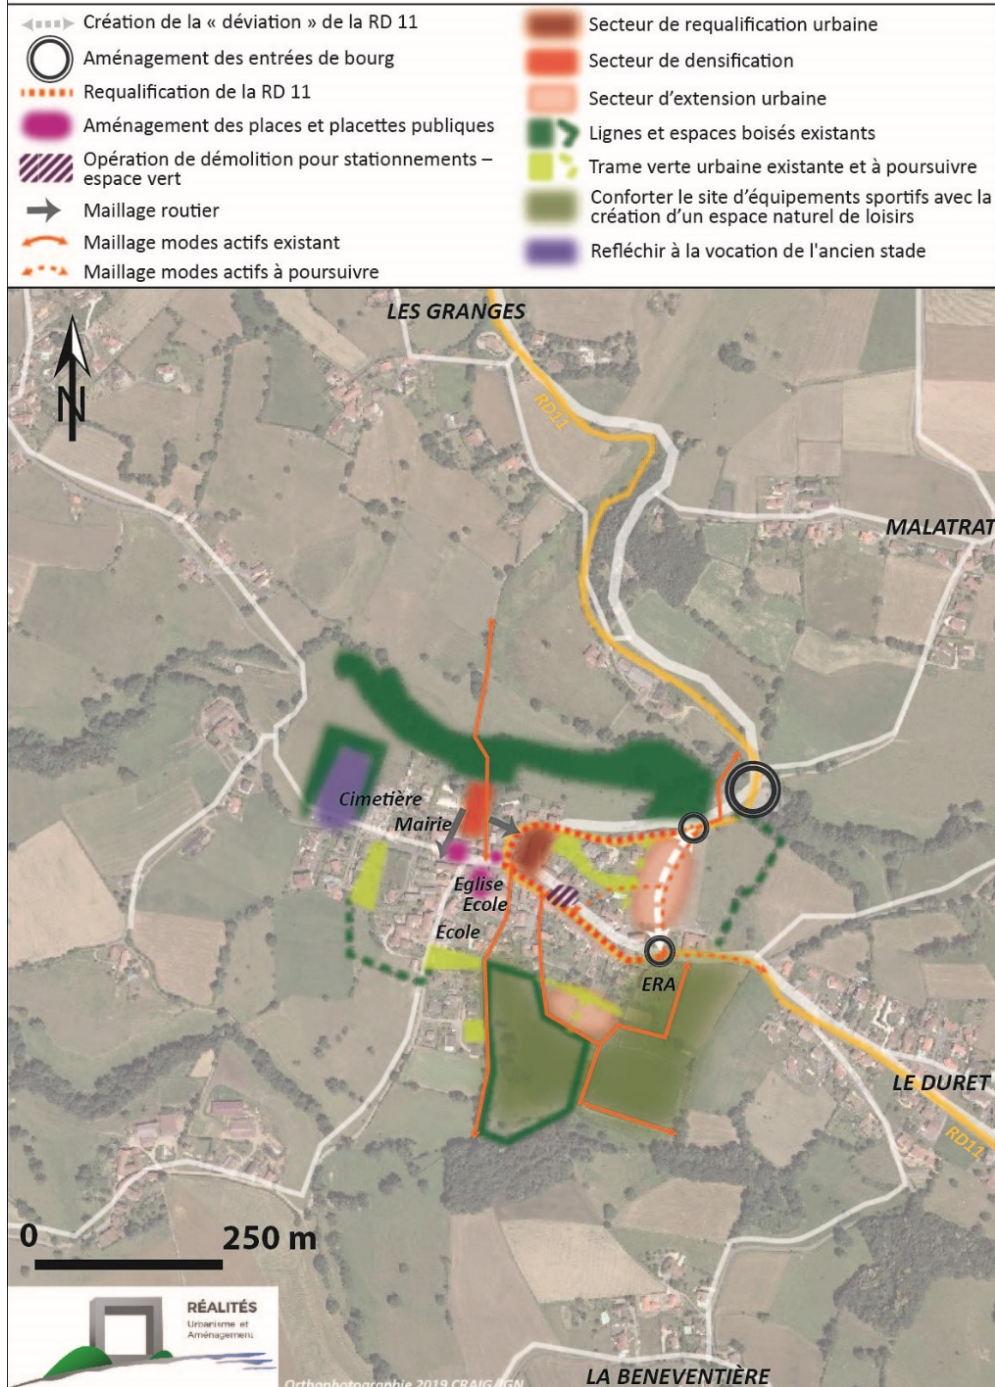 Création de la « déviation » de la RD 11
Aménagement des entrées de bourg
Requalification de la RD 11
Aménagement des places et placettes publiques
Opération de démolition pour stationnements –
espace vert
Maillage routier
Maillage modes actifs existant
Maillage modes actifs à poursuivre
Secteur de requalification urbaine
Secteur de densification
Secteur d'extension urbaine
Lignes et espaces boisés existants
Trame verte urbaine existante et à poursuivre
Conforter le site d'équipements sportifs avec la
création d'un espace naturel de loisirs
Refléchir à la vocation de l'ancien stade
LES GRANGES
N
RD11
MALATRAT
Cimetière
Mairie
Eglise
Ecole
Ecole
ERA
LE DURET
RD11
0 250 m
RÉALITÉS
Urbanisme et
Aménagement
LA BENEVENTIÈRE
Orthophotographie 2019 CRAIG IGN